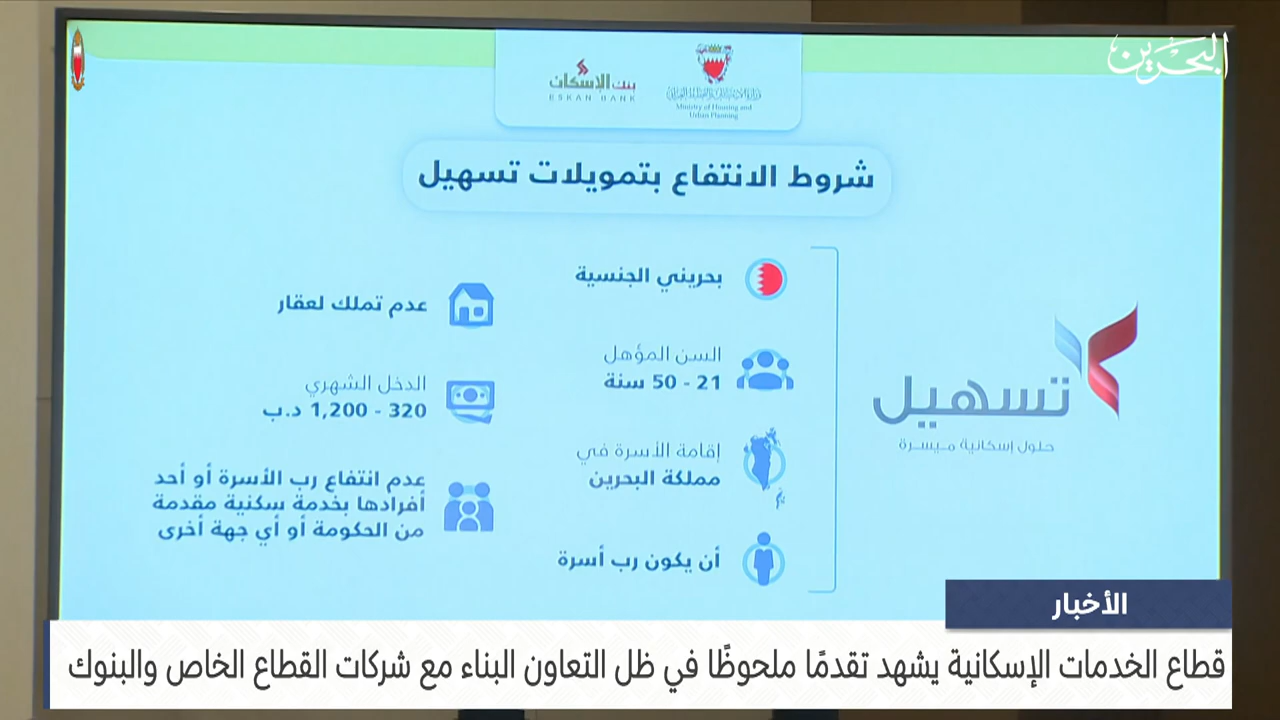 البحرين
بنك الإسكان
ESKAN BANK
Ministry of Housing and
Urban Planning
شروط الانتفاع بتمويلات تسهيل
بحريني الجنسية
السن المؤهل
21 - 50 سنة
إقامة الأسرة في
مملكة البحرين
أن يكون رب أسرة
عدم تملك لعقار
الدخل الشهري
320 - 1,200 د.ب
عدم انتفاع رب الأسرة أو أحد
أفرادها بخدمة سكنية مقدمة
من الحكومة أو أي جهة أخرى
تسهيل
حلول إسكانية ميسرة
الأخبار
قطاع الخدمات الإسكانية يشهد تقدمًا ملحوظًا في ظل التعاون البناء مع شركات القطاع الخاص والبنوك